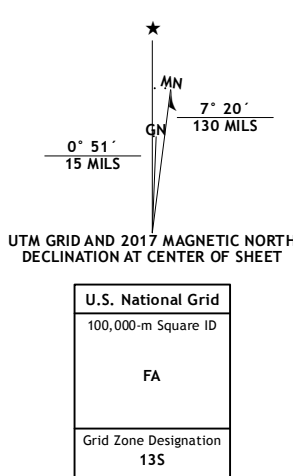 MN
7° 20´
130 MILS
GN
0° 51´
15 MILS
UTM GRID AND 2017 MAGNETIC NORTH
DECLINATION AT CENTER OF SHEET
U.S. National Grid
100,000-m Square ID
FA
Grid Zone Designation
13S